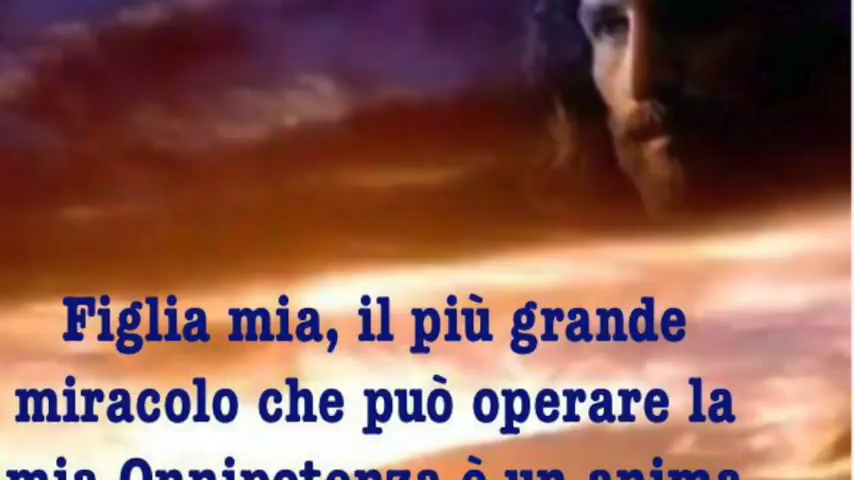 Figlia mia, il più grande
miracolo che può operare la
mia Onnipotenza è un anima